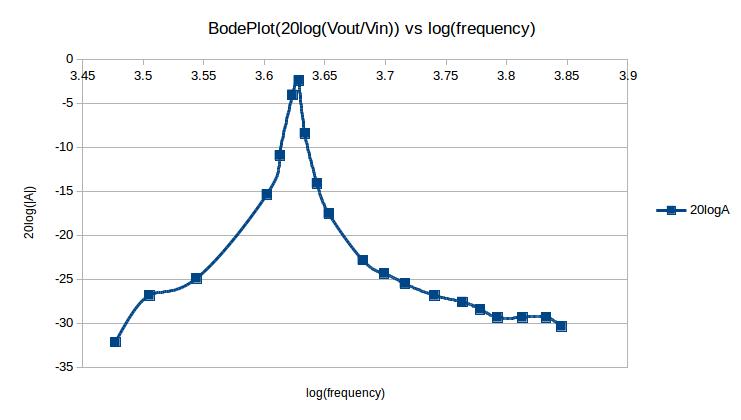 BodePlot(20log(Vout/Vin)) vs log(frequency)
0
3.45 3.5 3.55 3.6 3.65 3.7 3.75 3.8 3.85 3.9
-5
-10
-15
-20
-25
-30
-35
20log(|A|)
20logA
log(frequency)